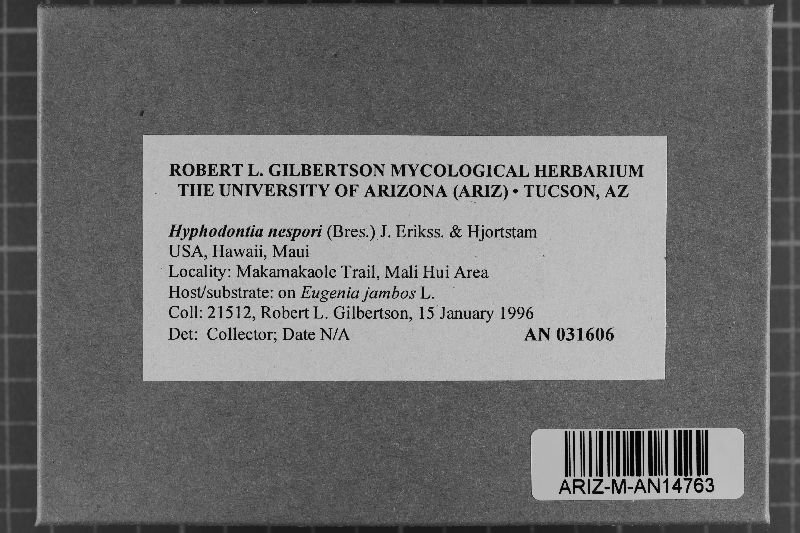 ROBERT L. GILBERTSON MYCOLOGICAL HERBARIUM
THE UNIVERSITY OF ARIZONA (ARIZ) • TUCSON, AZ
Hyphodontia nespori (Bres.) J. Erikss. & Hjortstam
USA, Hawaii, Maui
Locality: Makamakaole Trail, Mali Hui Area
Host/substrate: on Eugenia jambos L.
Coll: 21512, Robert L. Gilbertson, 15 January 1996
Det: Collector; Date N/A AN 031606
ARIZ-M-AN14763